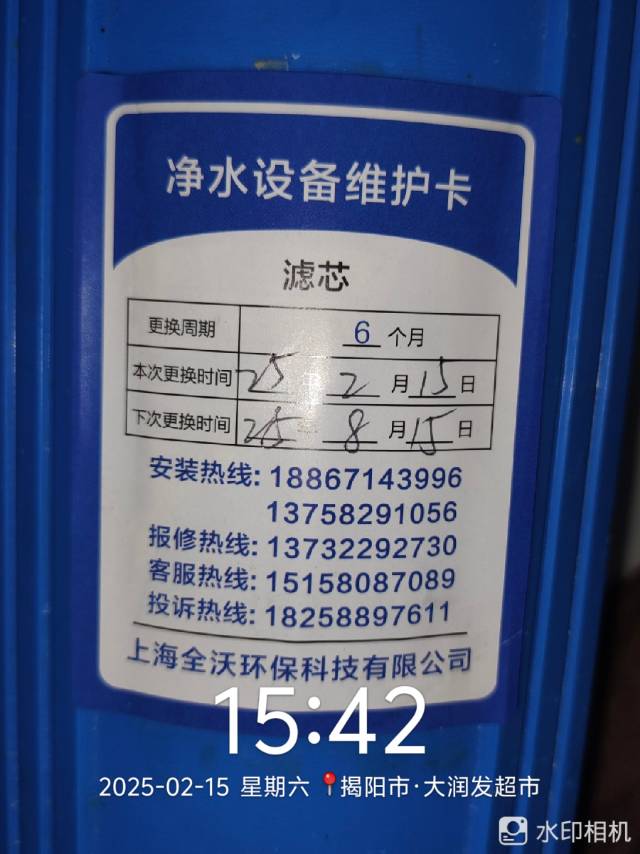 净水设备维护卡
滤芯
更换周期 6 个月
本次更换时间 25 年 2 月 15 日
下次更换时间 25 年 8 月 15 日
安装热线: 18867143996
13758291056
报修热线: 13732292730
客服热线: 15158087089
投诉热线: 18258897611
上海全沃环保科技有限公司
15:42
2025-02-15 星期六 揭阳市·大润发超市
水印相机